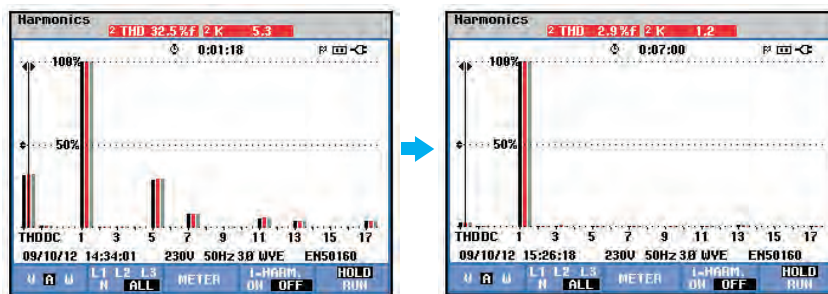 Harmonics
2 THD 32.5%f 2 K 5.3
0:01:18
100%
50%
THDDC 1 3 5 7 9 11 13 15 17
09/10/12 14:34:01 230V 50Hz 3Ø WYE EN50160
V A W L1 L2 L3 N ALL METER I-HARM. ON OFF HOLD RUN
Harmonics
2 THD 2.9%f 2 K 1.2
0:07:00
100%
50%
THDDC 1 3 5 7 9 11 13 15 17
09/10/12 15:26:18 230V 50Hz 3Ø WYE EN50160
V A W L1 L2 L3 N ALL METER I-HARM. ON OFF HOLD RUN